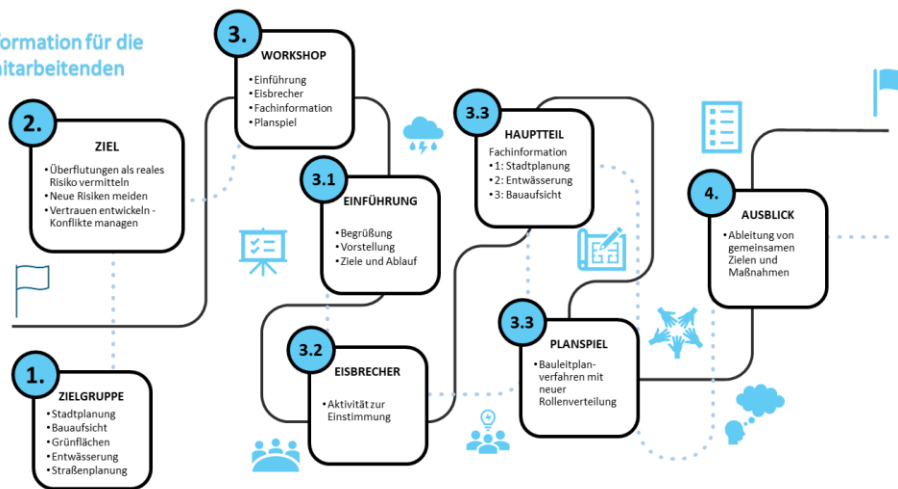 formation für die
mitarbeitenden
1.
ZIELGRUPPE
• Stadtplanung
• Bauaufsicht
• Grünflächen
• Entwässerung
• Straßenplanung
2.
ZIEL
• Überflutungen als reales
Risiko vermitteln
• Neue Risiken meiden
• Vertrauen entwickeln -
Konflikte managen
3.
WORKSHOP
• Einführung
• Eisbrecher
• Fachinformation
• Planspiel
3.1
EINFÜHRUNG
• Begrüßung
• Vorstellung
• Ziele und Ablauf
3.2
EISBRECHER
• Aktivität zur
Einstimmung
3.3
HAUPTTEIL
Fachinformation
• 1: Stadtplanung
• 2: Entwässerung
• 3: Bauaufsicht
3.3
PLANSPIEL
• Bauleitplan-
verfahren mit
neuer
Rollenverteilung
4.
AUSBLICK
• Ableitung von
gemeinsamen
Zielen und
Maßnahmen